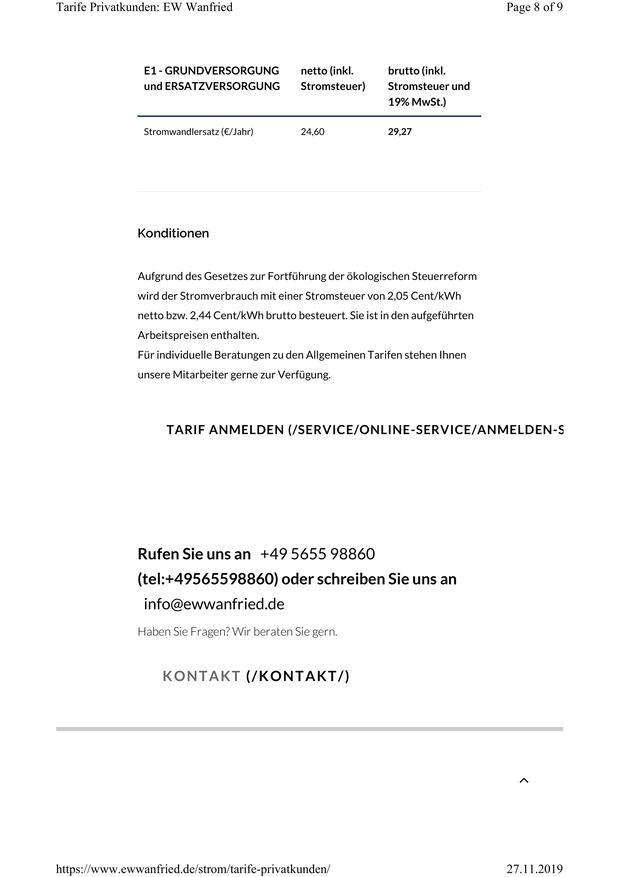 Tarife Privatkunden: EW Wanfried Page 8 of 9
E1 - GRUNDVERSORGUNG netto (inkl. brutto (inkl.
und ERSATZVERSORGUNG Stromsteuer) Stromsteuer und
19% MwSt.)
Stromwandlersatz (€/Jahr) 24,60 29,27
Konditionen
Aufgrund des Gesetzes zur Fortführung der ökologischen Steuerreform
wird der Stromverbrauch mit einer Stromsteuer von 2,05 Cent/kWh
netto bzw. 2,44 Cent/kWh brutto besteuert. Sie ist in den aufgeführten
Arbeitspreisen enthalten.
Für individuelle Beratungen zu den Allgemeinen Tarifen stehen Ihnen
unsere Mitarbeiter gerne zur Verfügung.
TARIF ANMELDEN (/SERVICE/ONLINE-SERVICE/ANMELDEN-S
Rufen Sie uns an +49 5655 98860
(tel:+49565598860) oder schreiben Sie uns an
info@ewwanfried.de
Haben Sie Fragen? Wir beraten Sie gern.
KONTAKT (/KONTAKT/)
https://www.ewwanfried.de/strom/tarife-privatkunden/ 27.11.2019